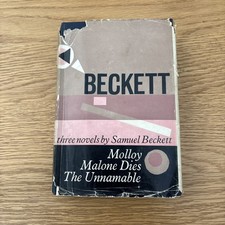 BECKETT
three novels by Samuel Beckett
Molloy
Malone Dies
The Unnamable